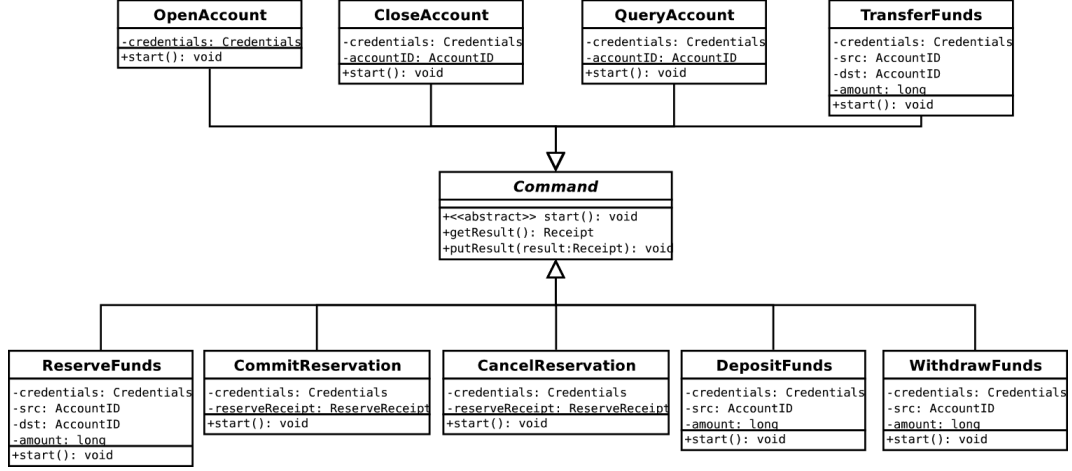 OpenAccount
-credentials: Credentials
+start(): void
CloseAccount
-credentials: Credentials
-accountID: AccountID
+start(): void
QueryAccount
-credentials: Credentials
-accountID: AccountID
+start(): void
TransferFunds
-credentials: Credentials
-src: AccountID
-dst: AccountID
-amount: long
+start(): void
Command
+<<abstract>> start(): void
+getResult(): Receipt
+putResult(result:Receipt): void
ReserveFunds
-credentials: Credentials
-src: AccountID
-dst: AccountID
-amount: long
+start(): void
CommitReservation
-credentials: Credentials
-reserveReceipt: ReserveReceipt
+start(): void
CancelReservation
-credentials: Credentials
-reserveReceipt: ReserveReceipt
+start(): void
DepositFunds
-credentials: Credentials
-src: AccountID
-amount: long
+start(): void
WithdrawFunds
-credentials: Credentials
-src: AccountID
-amount: long
+start(): void